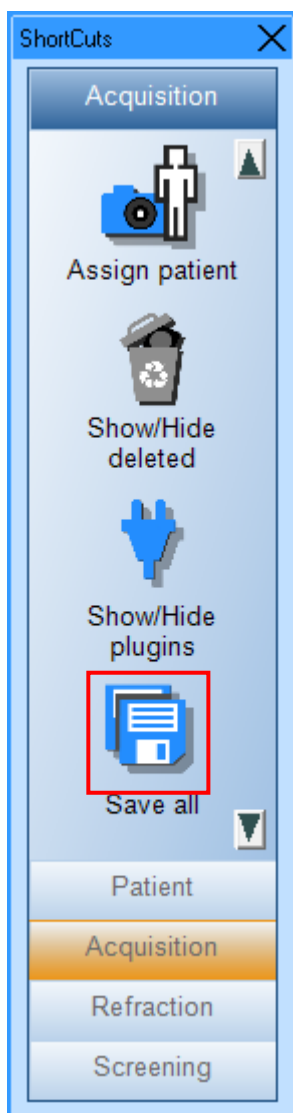 ShortCuts
Acquisition
Assign patient
Show/Hide
deleted
Show/Hide
plugins
Save all
Patient
Acquisition
Refraction
Screening